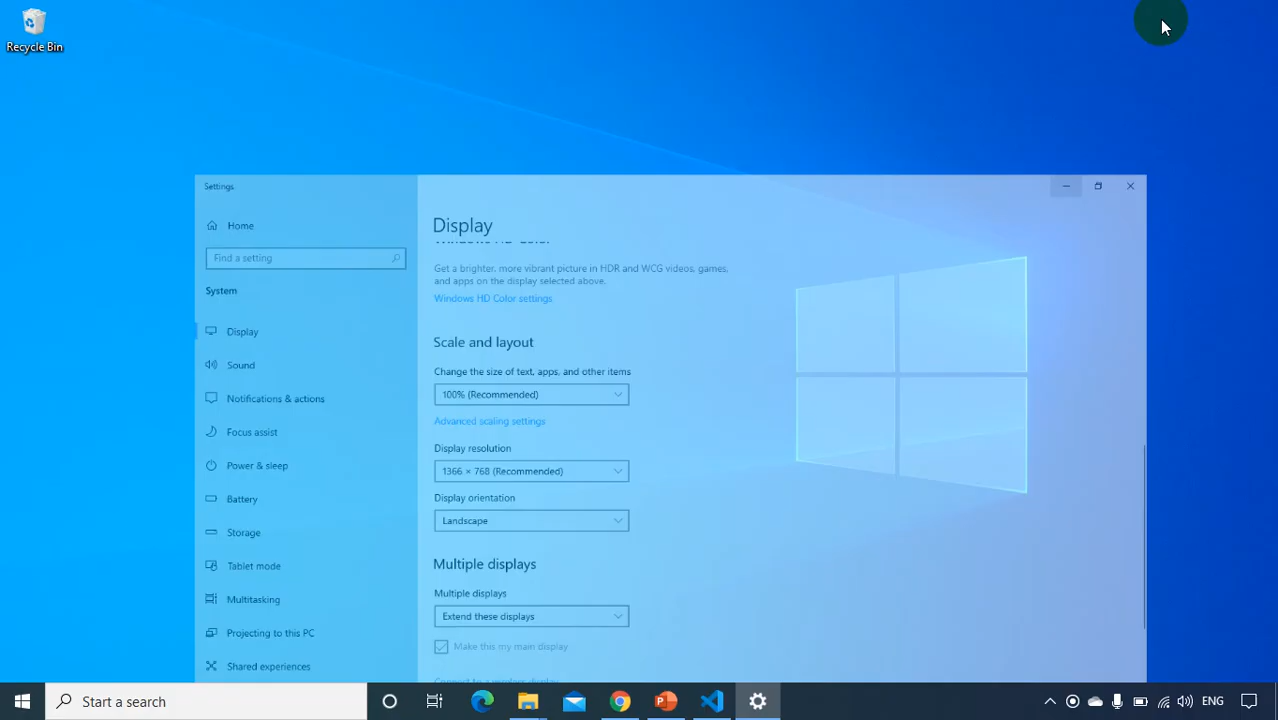 Recycle Bin
Settings
Home
Find a setting
System
Display
Sound
Notifications & actions
Focus assist
Power & sleep
Battery
Storage
Tablet mode
Multitasking
Projecting to this PC
Shared experiences
Display
Windows HD Color
Get a brighter, more vibrant picture in HDR and WCG videos, games,
and apps on the display selected above.
Windows HD Color settings
Scale and layout
Change the size of text, apps, and other items
100% (Recommended)
Advanced scaling settings
Display resolution
1366 × 768 (Recommended)
Display orientation
Landscape
Multiple displays
Multiple displays
Extend these displays
Make this my main display
Connect to a wireless display
Start a search
ENG